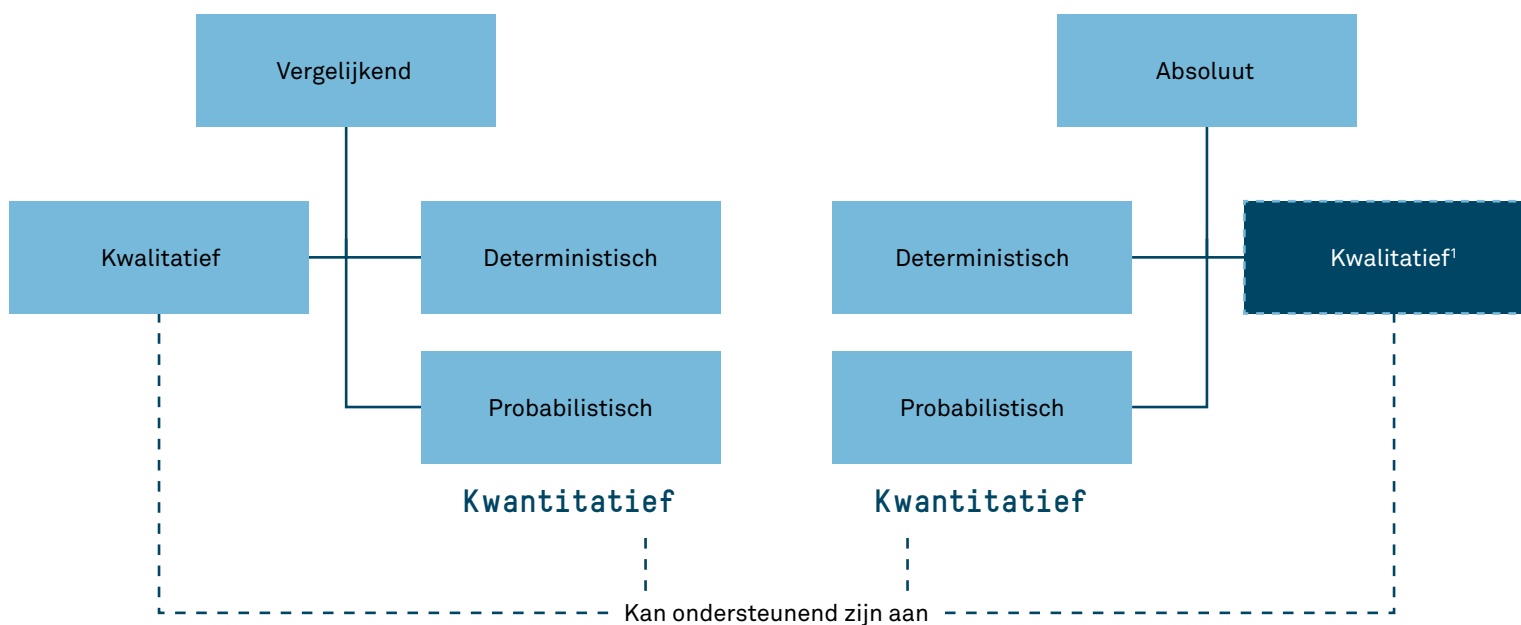 Vergelijkend
Absoluut
Kwalitatief
Deterministisch
Deterministisch
Kwalitatief¹
Probabilistisch
Probabilistisch
Kwantitatief
Kwantitatief
Kan ondersteunend zijn aan